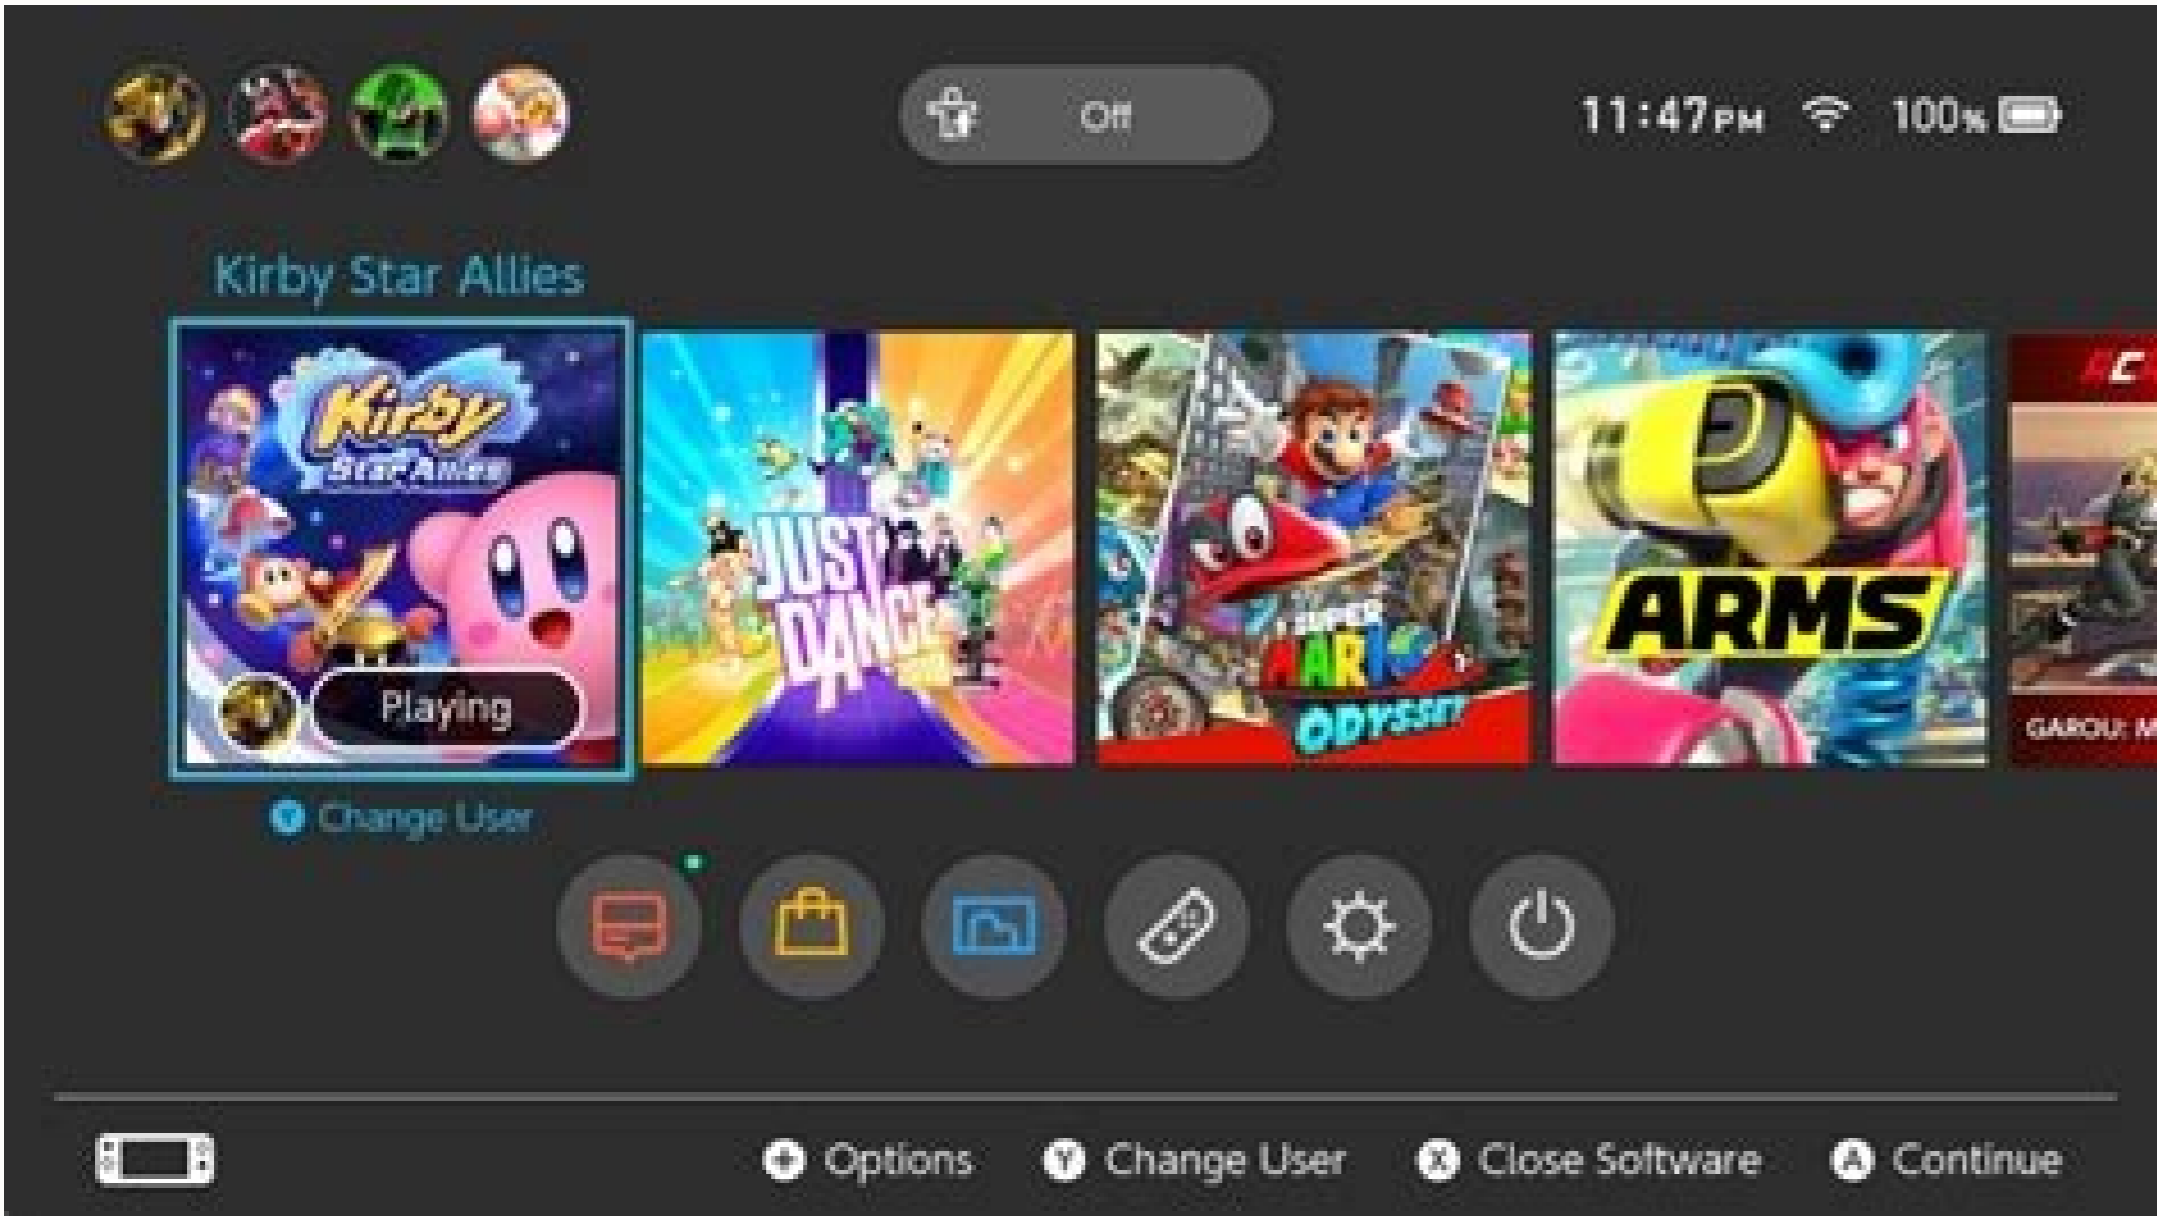 Off
11:47PM
100%
Kirby Star Allies
Kirby
Star Allies
Playing
JUST
DANCE
SUPER
MARIO
ODYSSEY
ARMS
GAROU: M
Y Change User
+ Options
Y Change User
X Close Software
A Continue